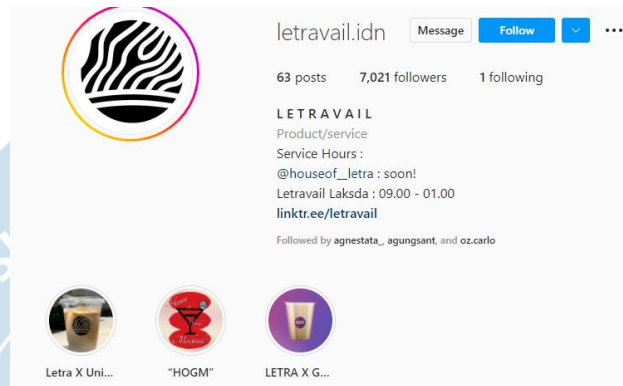 letravail.idn Message Follow
63 posts 7,021 followers 1 following
L E T R A V A I L
Product/service
Service Hours :
@houseof__letra : soon!
Letravail Laksda : 09.00 - 01.00
linktr.ee/letravail
Followed by agnestata_, agungsant, and oz.carlo
Letra X Uni... "HOGM" LETRA X G...